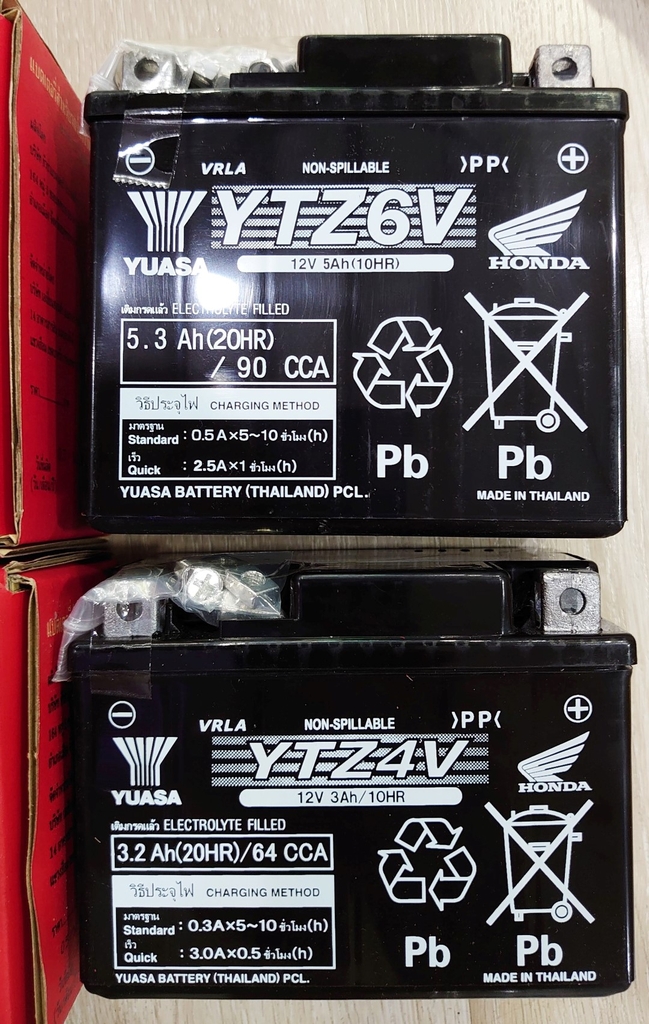 VRLA NON-SPILLABLE >PP<
YUASA
YTZ6V
HONDA
12V 5Ah(10HR)
เติมกรดแล้ว ELECTROLYTE FILLED
5.3 Ah(20HR)
/ 90 CCA
วิธีประจุไฟ CHARGING METHOD
มาตรฐาน
Standard : 0.5A×5~10 ชั่วโมง(h)
เร็ว
Quick : 2.5A×1 ชั่วโมง(h)
Pb
Pb
YUASA BATTERY (THAILAND) PCL.
MADE IN THAILAND
VRLA NON-SPILLABLE >PP<
YUASA
YTZ4V
HONDA
12V 3Ah/10HR
เติมกรดแล้ว ELECTROLYTE FILLED
3.2 Ah(20HR)/64 CCA
วิธีประจุไฟ CHARGING METHOD
มาตรฐาน
Standard : 0.3A×5~10 ชั่วโมง(h)
เร็ว
Quick : 3.0A×0.5 ชั่วโมง(h)
Pb
Pb
YUASA BATTERY (THAILAND) PCL.
MADE IN THAILAND